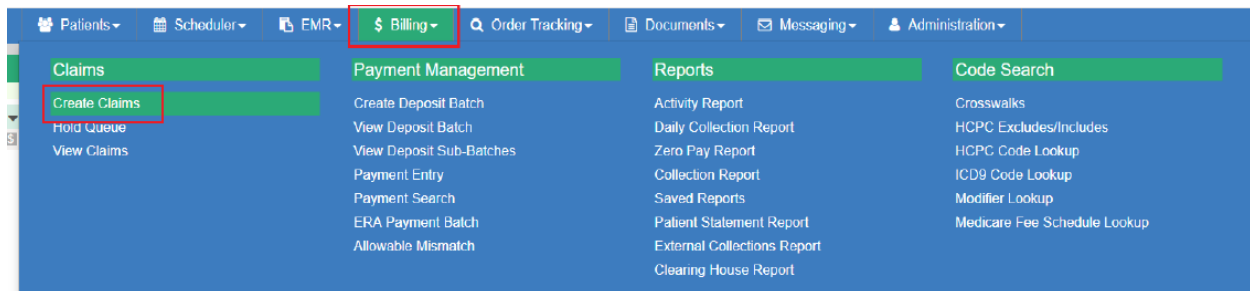 Patients Scheduler EMR $ Billing Order Tracking Documents Messaging Administration
Claims
Create Claims
Hold Queue
View Claims
Payment Management
Create Deposit Batch
View Deposit Batch
View Deposit Sub-Batches
Payment Entry
Payment Search
ERA Payment Batch
Allowable Mismatch
Reports
Activity Report
Daily Collection Report
Zero Pay Report
Collection Report
Saved Reports
Patient Statement Report
External Collections Report
Clearing House Report
Code Search
Crosswalks
HCPC Excludes/Includes
HCPC Code Lookup
ICD9 Code Lookup
Modifier Lookup
Medicare Fee Schedule Lookup